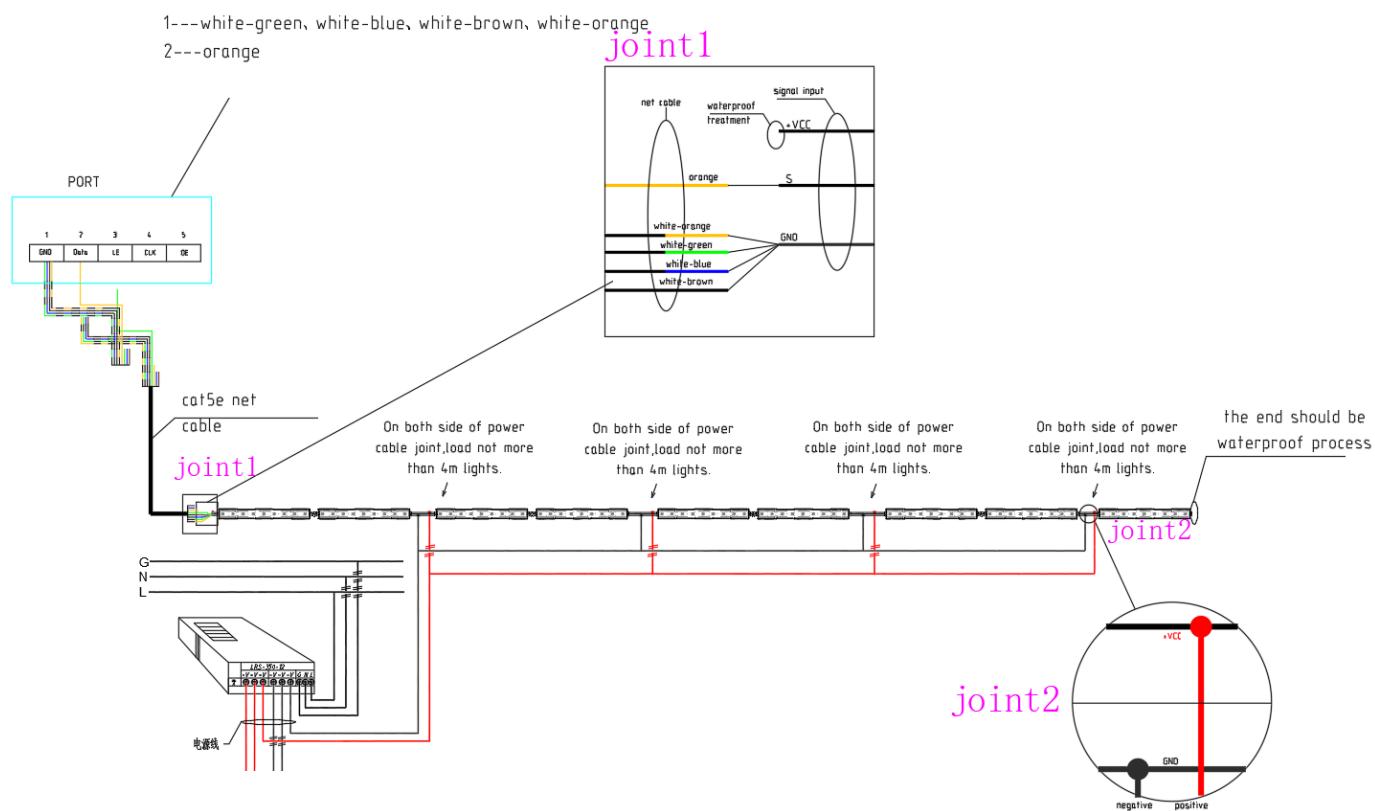 1---white-green、white-blue、white-brown、white-orange
2---orange
joint1
net cable
waterproof
treatment
signal input
+VCC
orange
S
white-orange
white-green
white-blue
white-brown
GND
PORT
1 2 3 4 5
GND Data LE CLK OE
cat5e net
cable
joint1
On both side of power
cable joint,load not more
than 4m lights.
On both side of power
cable joint,load not more
than 4m lights.
On both side of power
cable joint,load not more
than 4m lights.
On both side of power
cable joint,load not more
than 4m lights.
the end should be
waterproof process
joint2
G
N
L
LRS-350-12
+V +V +V -V -V -V G N L
电源线
joint2
+VCC
GND
negative
positive